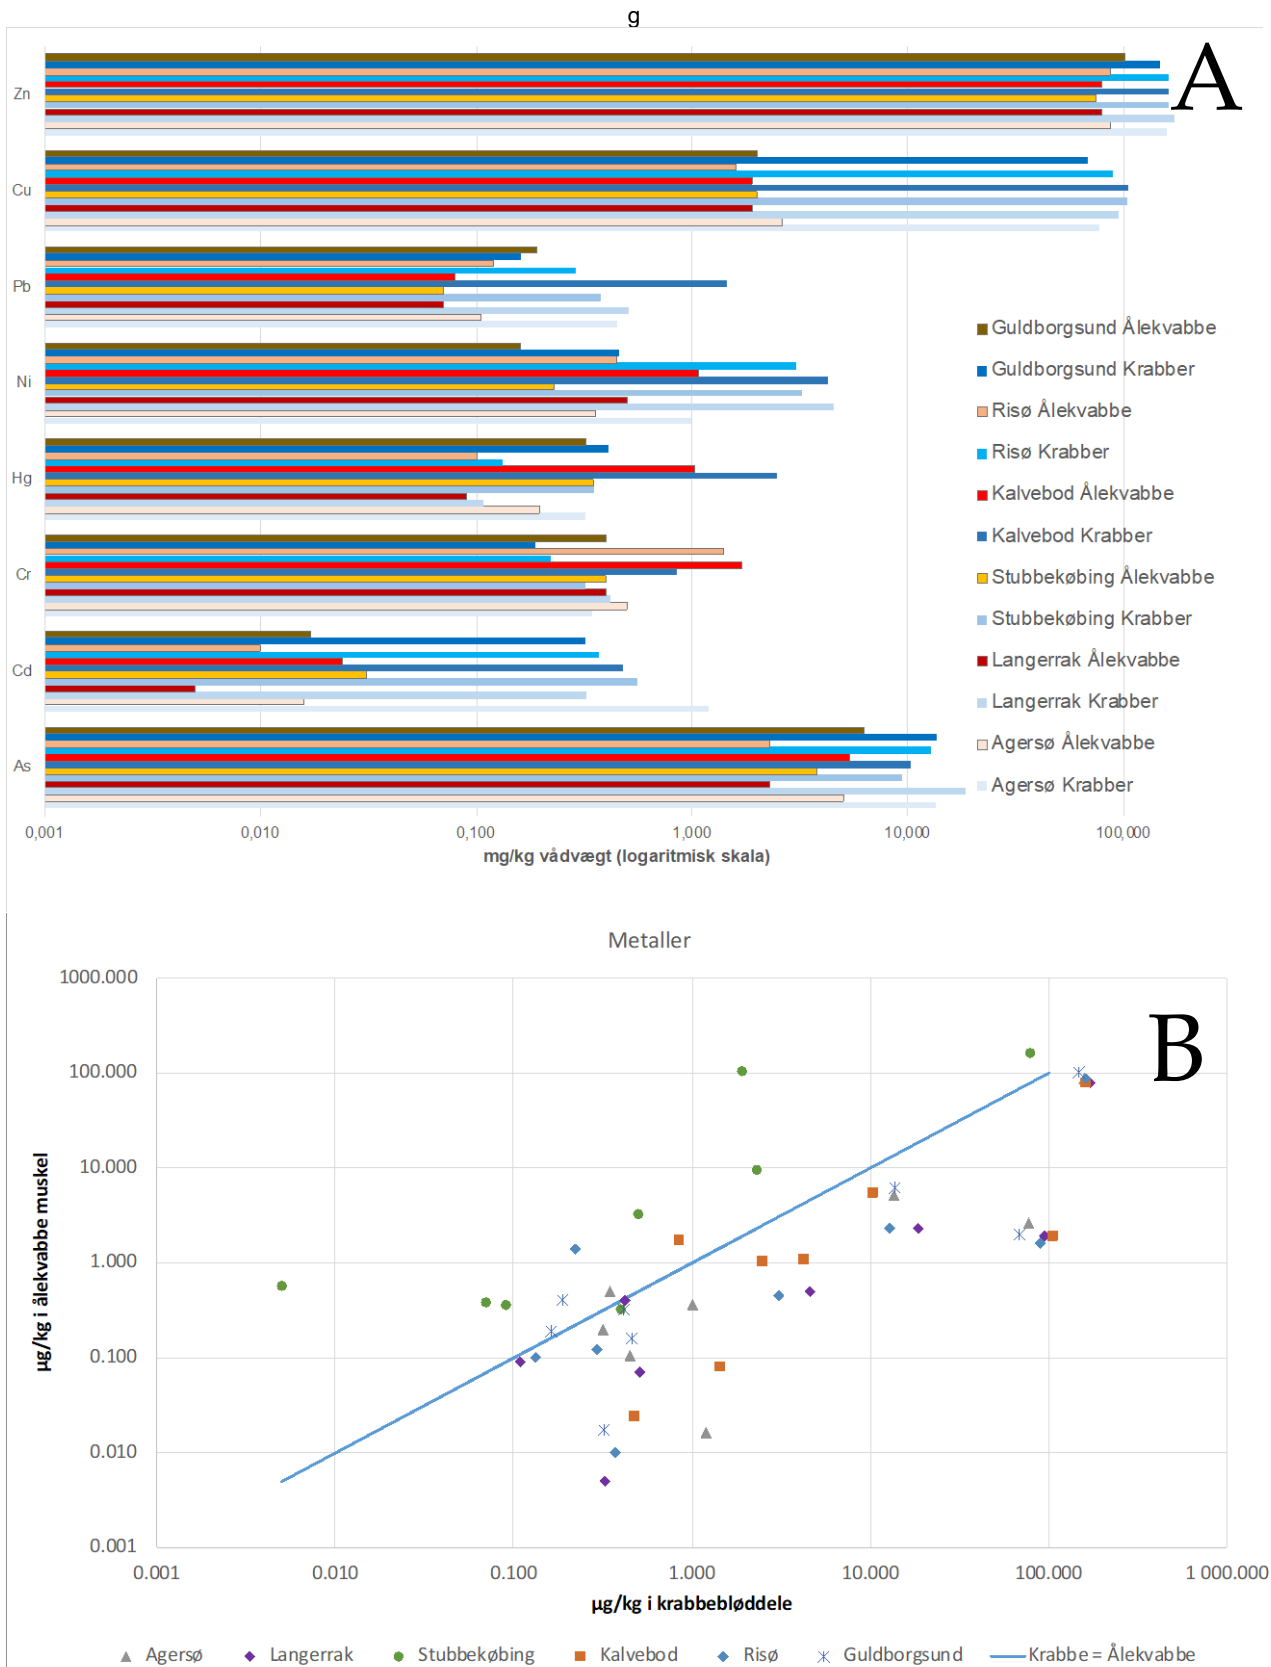 g
A
Zn
Cu
Pb
Ni
Hg
Cr
Cd
As
Guldborgsund Ålekvabbe
Guldborgsund Krabber
Risø Ålekvabbe
Risø Krabber
Kalvebod Ålekvabbe
Kalvebod Krabber
Stubbekøbing Ålekvabbe
Stubbekøbing Krabber
Langerrak Ålekvabbe
Langerrak Krabber
Agersø Ålekvabbe
Agersø Krabber
0,001 0,010 0,100 1,000 10,000 100,000
mg/kg vådvægt (logaritmisk skala)
Metaller
B
1000.000
100.000
10.000
1.000
0.100
0.010
0.001
µg/kg i ålekvabbe muskel
0.001 0.010 0.100 1.000 10.000 100.000 1 000.000
µg/kg i krabbebløddele
Agersø Langerrak Stubbekøbing Kalvebod Risø Guldborgsund Krabbe = Ålekvabbe